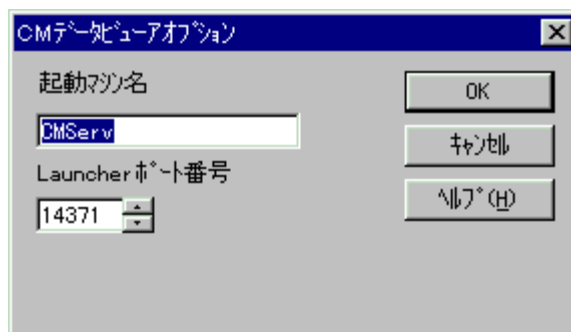 CMﾃﾞｰﾀﾋﾞｭｰｱｵﾌﾟｼｮﾝ
起動ﾏｼﾝ名
CMServ
Launcherﾎﾟｰﾄ番号
14371
OK
ｷｬﾝｾﾙ
ﾍﾙﾌﾟ(H)